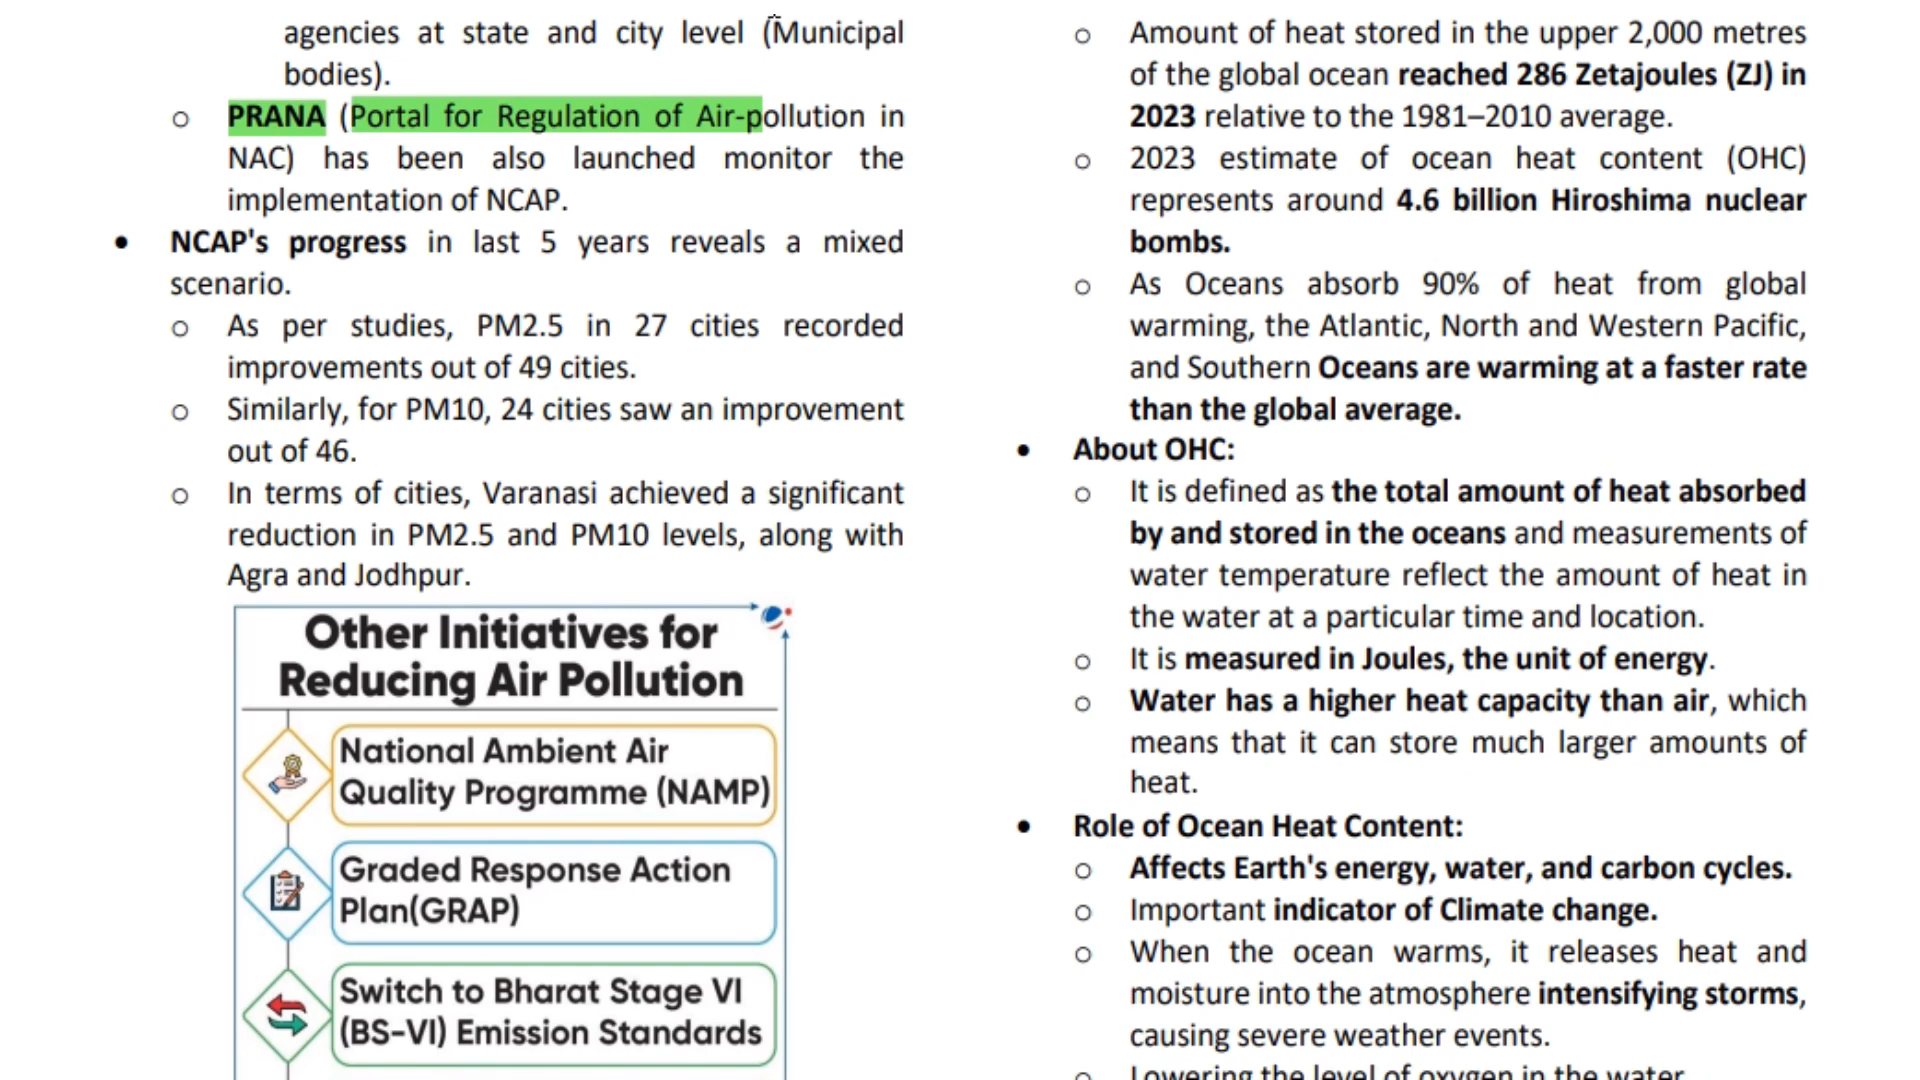 agencies at state and city level (Municipal
bodies).
o PRANA (Portal for Regulation of Air-pollution in
NAC) has been also launched monitor the
implementation of NCAP.
• NCAP's progress in last 5 years reveals a mixed
scenario.
o As per studies, PM2.5 in 27 cities recorded
improvements out of 49 cities.
o Similarly, for PM10, 24 cities saw an improvement
out of 46.
o In terms of cities, Varanasi achieved a significant
reduction in PM2.5 and PM10 levels, along with
Agra and Jodhpur.
Other Initiatives for
Reducing Air Pollution
National Ambient Air
Quality Programme (NAMP)
Graded Response Action
Plan(GRAP)
Switch to Bharat Stage VI
(BS-VI) Emission Standards
o Amount of heat stored in the upper 2,000 metres
of the global ocean reached 286 Zetajoules (ZJ) in
2023 relative to the 1981–2010 average.
o 2023 estimate of ocean heat content (OHC)
represents around 4.6 billion Hiroshima nuclear
bombs.
o As Oceans absorb 90% of heat from global
warming, the Atlantic, North and Western Pacific,
and Southern Oceans are warming at a faster rate
than the global average.
• About OHC:
o It is defined as the total amount of heat absorbed
by and stored in the oceans and measurements of
water temperature reflect the amount of heat in
the water at a particular time and location.
o It is measured in Joules, the unit of energy.
o Water has a higher heat capacity than air, which
means that it can store much larger amounts of
heat.
• Role of Ocean Heat Content:
o Affects Earth's energy, water, and carbon cycles.
o Important indicator of Climate change.
o When the ocean warms, it releases heat and
moisture into the atmosphere intensifying storms,
causing severe weather events.
o Lowering the level of oxygen in the water